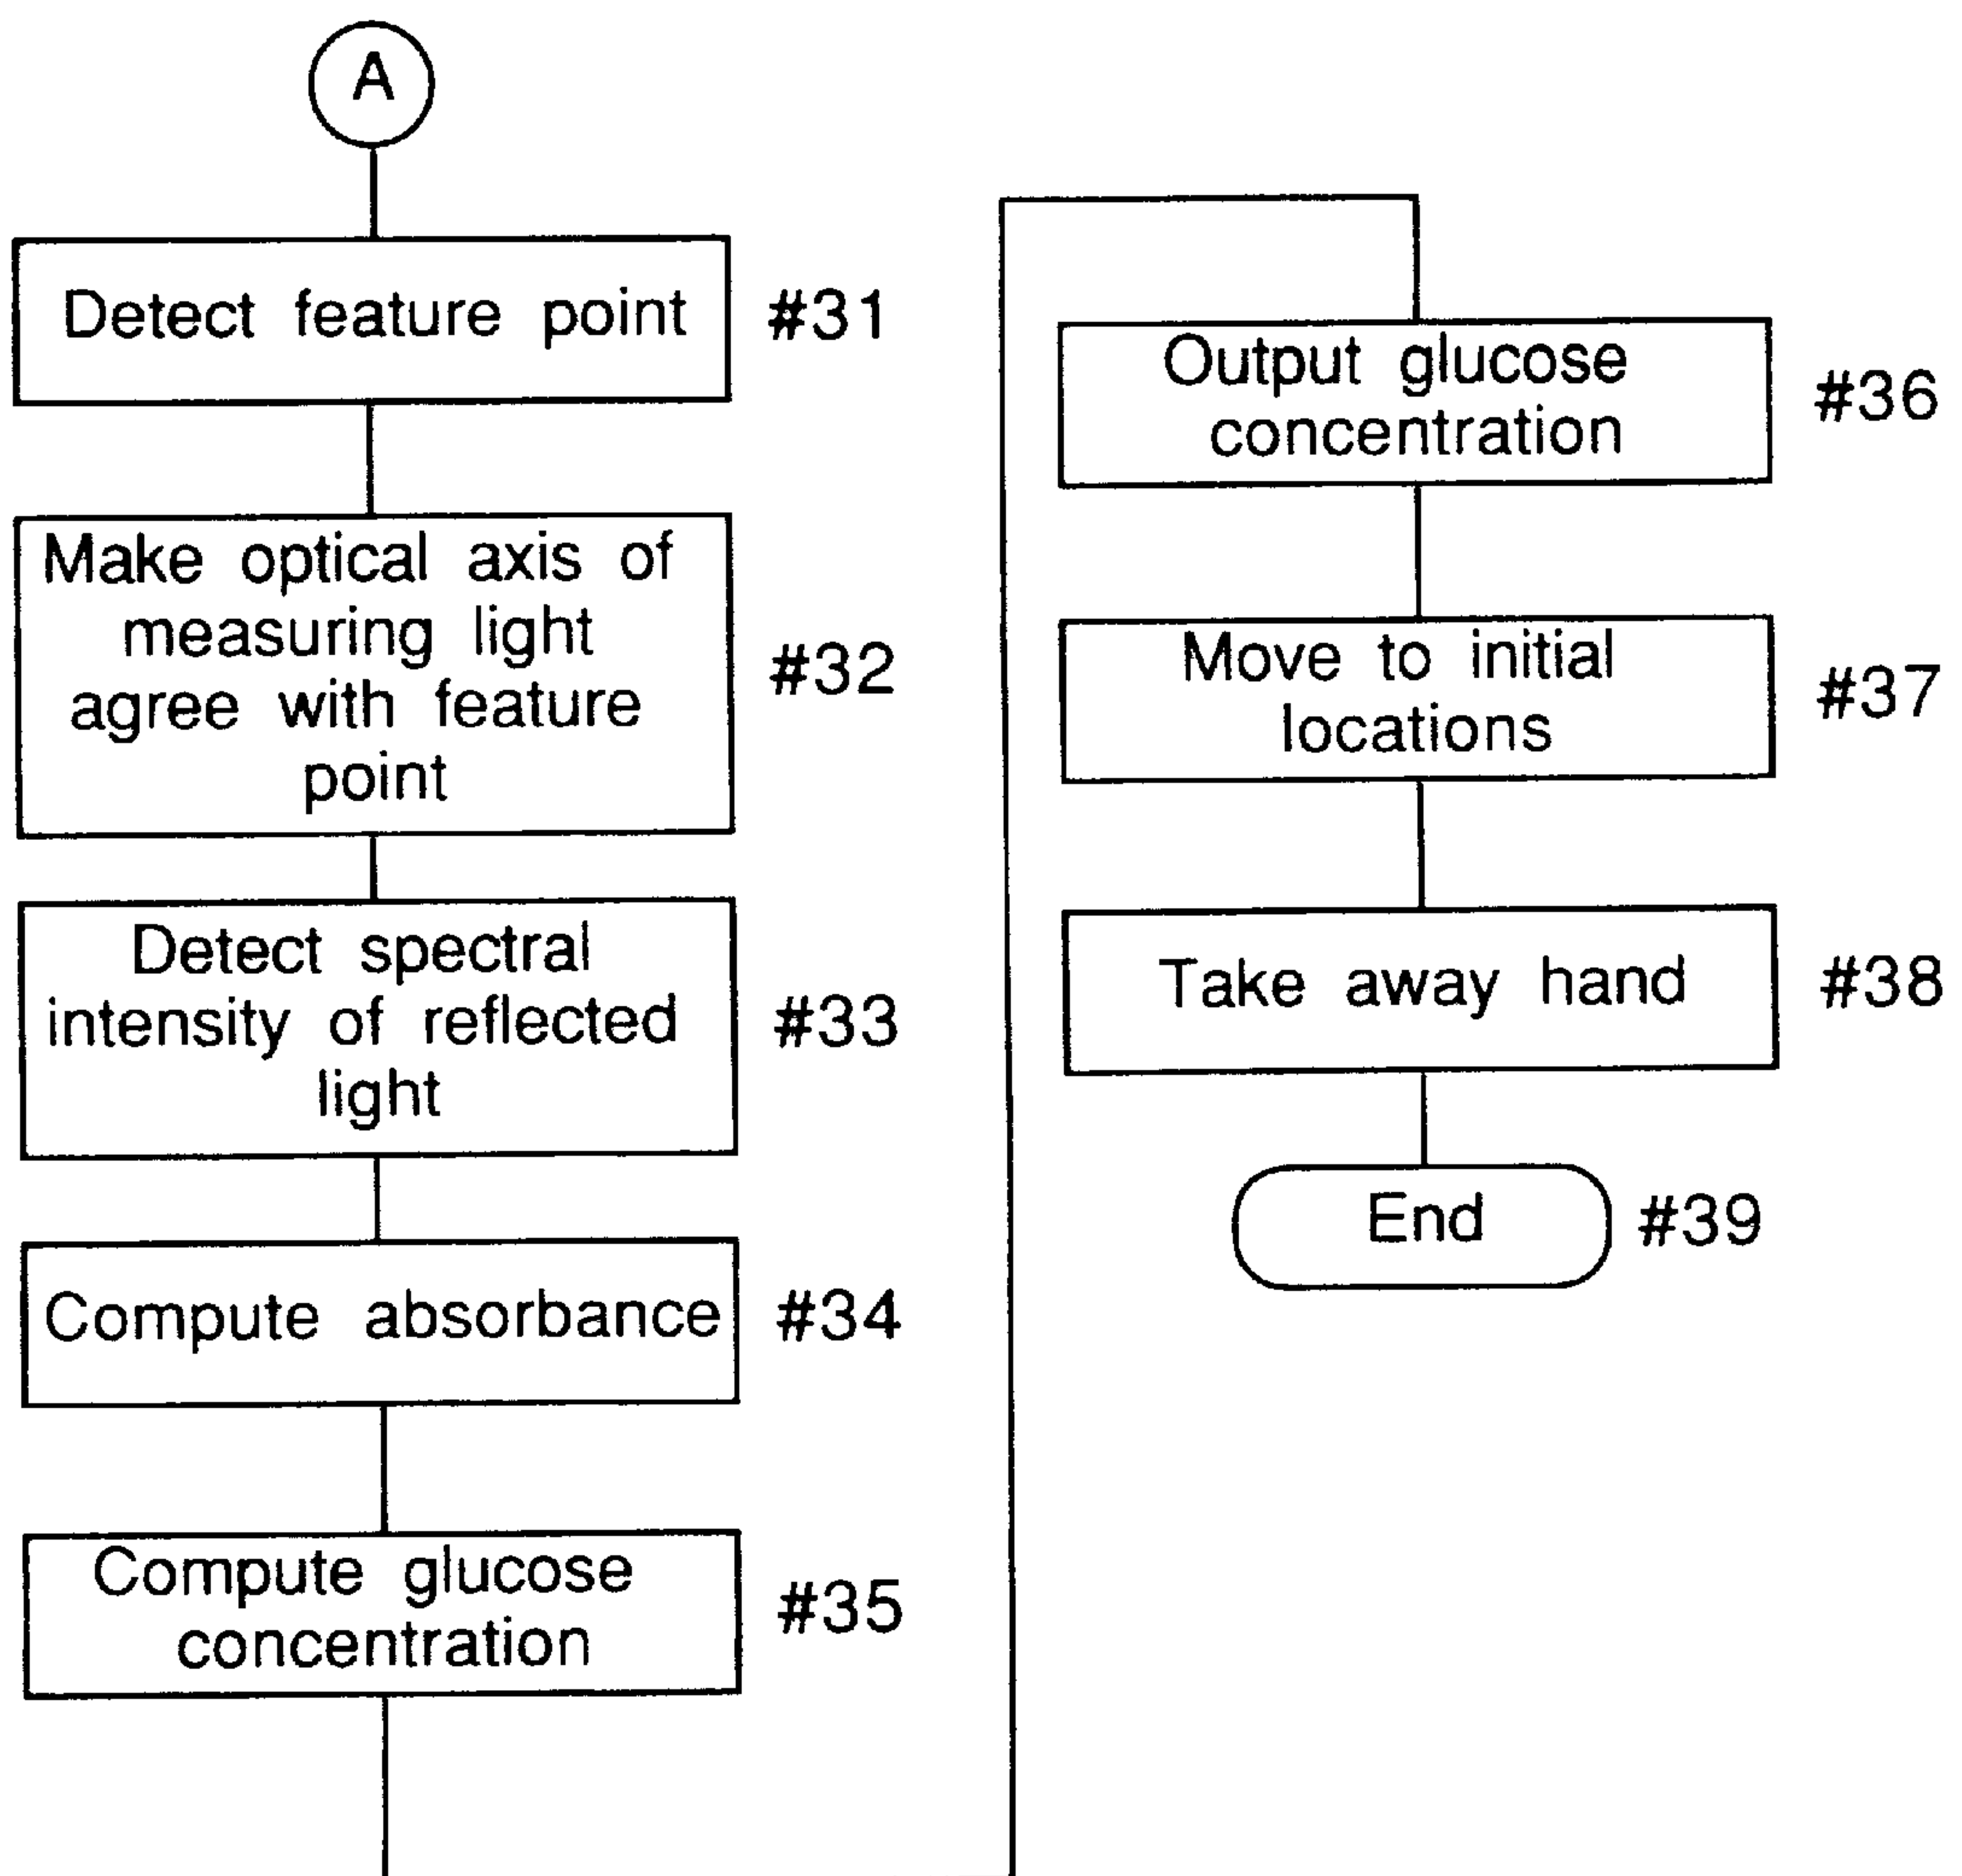 A
Detect feature point
#31
Make optical axis of
measuring light
agree with feature
point
#32
Detect spectral
intensity of reflected
light
#33
Compute absorbance
#34
Compute glucose
concentration
#35
Output glucose
concentration
#36
Move to initial
locations
#37
Take away hand
#38
End
#39